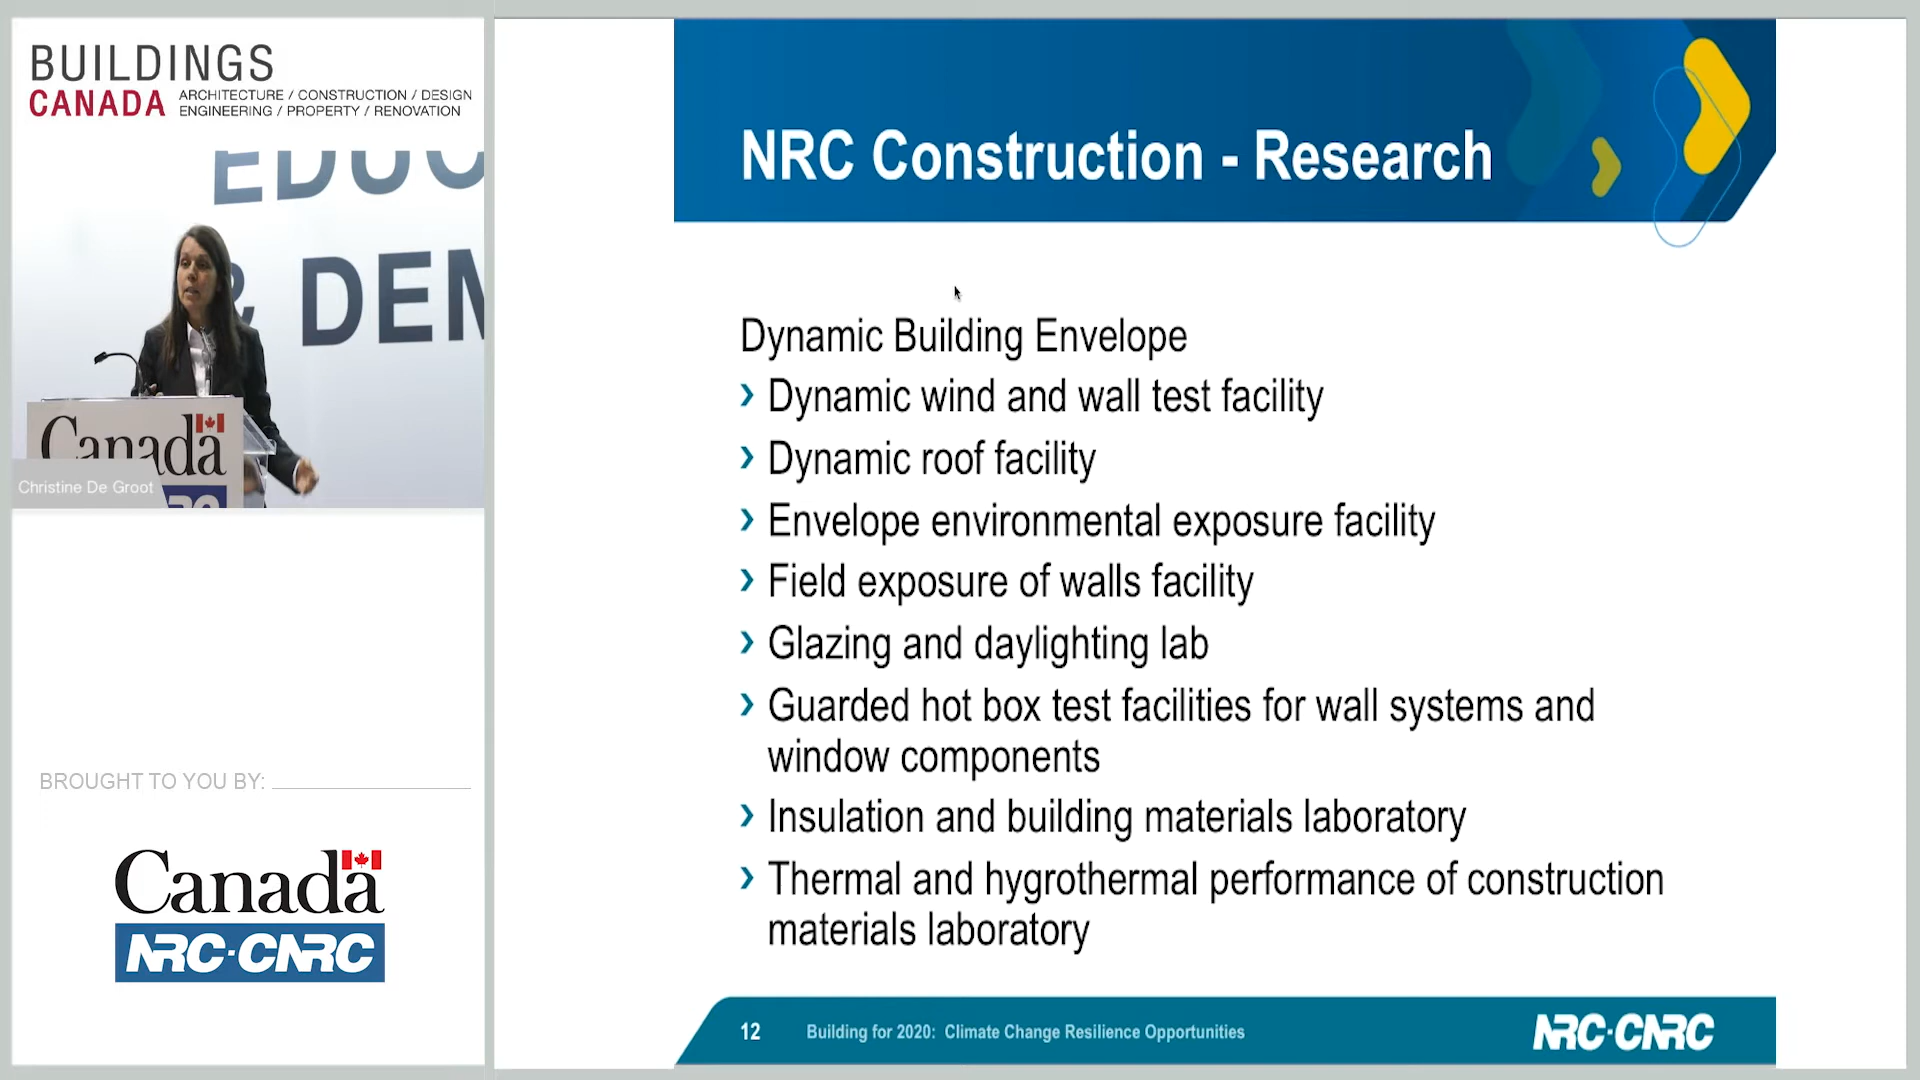 BUILDINGS
CANADA ARCHITECTURE / CONSTRUCTION / DESIGN
ENGINEERING / PROPERTY / RENOVATION
EDUC
& DEM
Canada
Christine De Groot
BROUGHT TO YOU BY:
Canada
NRC·CNRC
NRC Construction - Research
Dynamic Building Envelope
› Dynamic wind and wall test facility
› Dynamic roof facility
› Envelope environmental exposure facility
› Field exposure of walls facility
› Glazing and daylighting lab
› Guarded hot box test facilities for wall systems and
window components
› Insulation and building materials laboratory
› Thermal and hygrothermal performance of construction
materials laboratory
12 Building for 2020: Climate Change Resilience Opportunities
NRC·CNRC